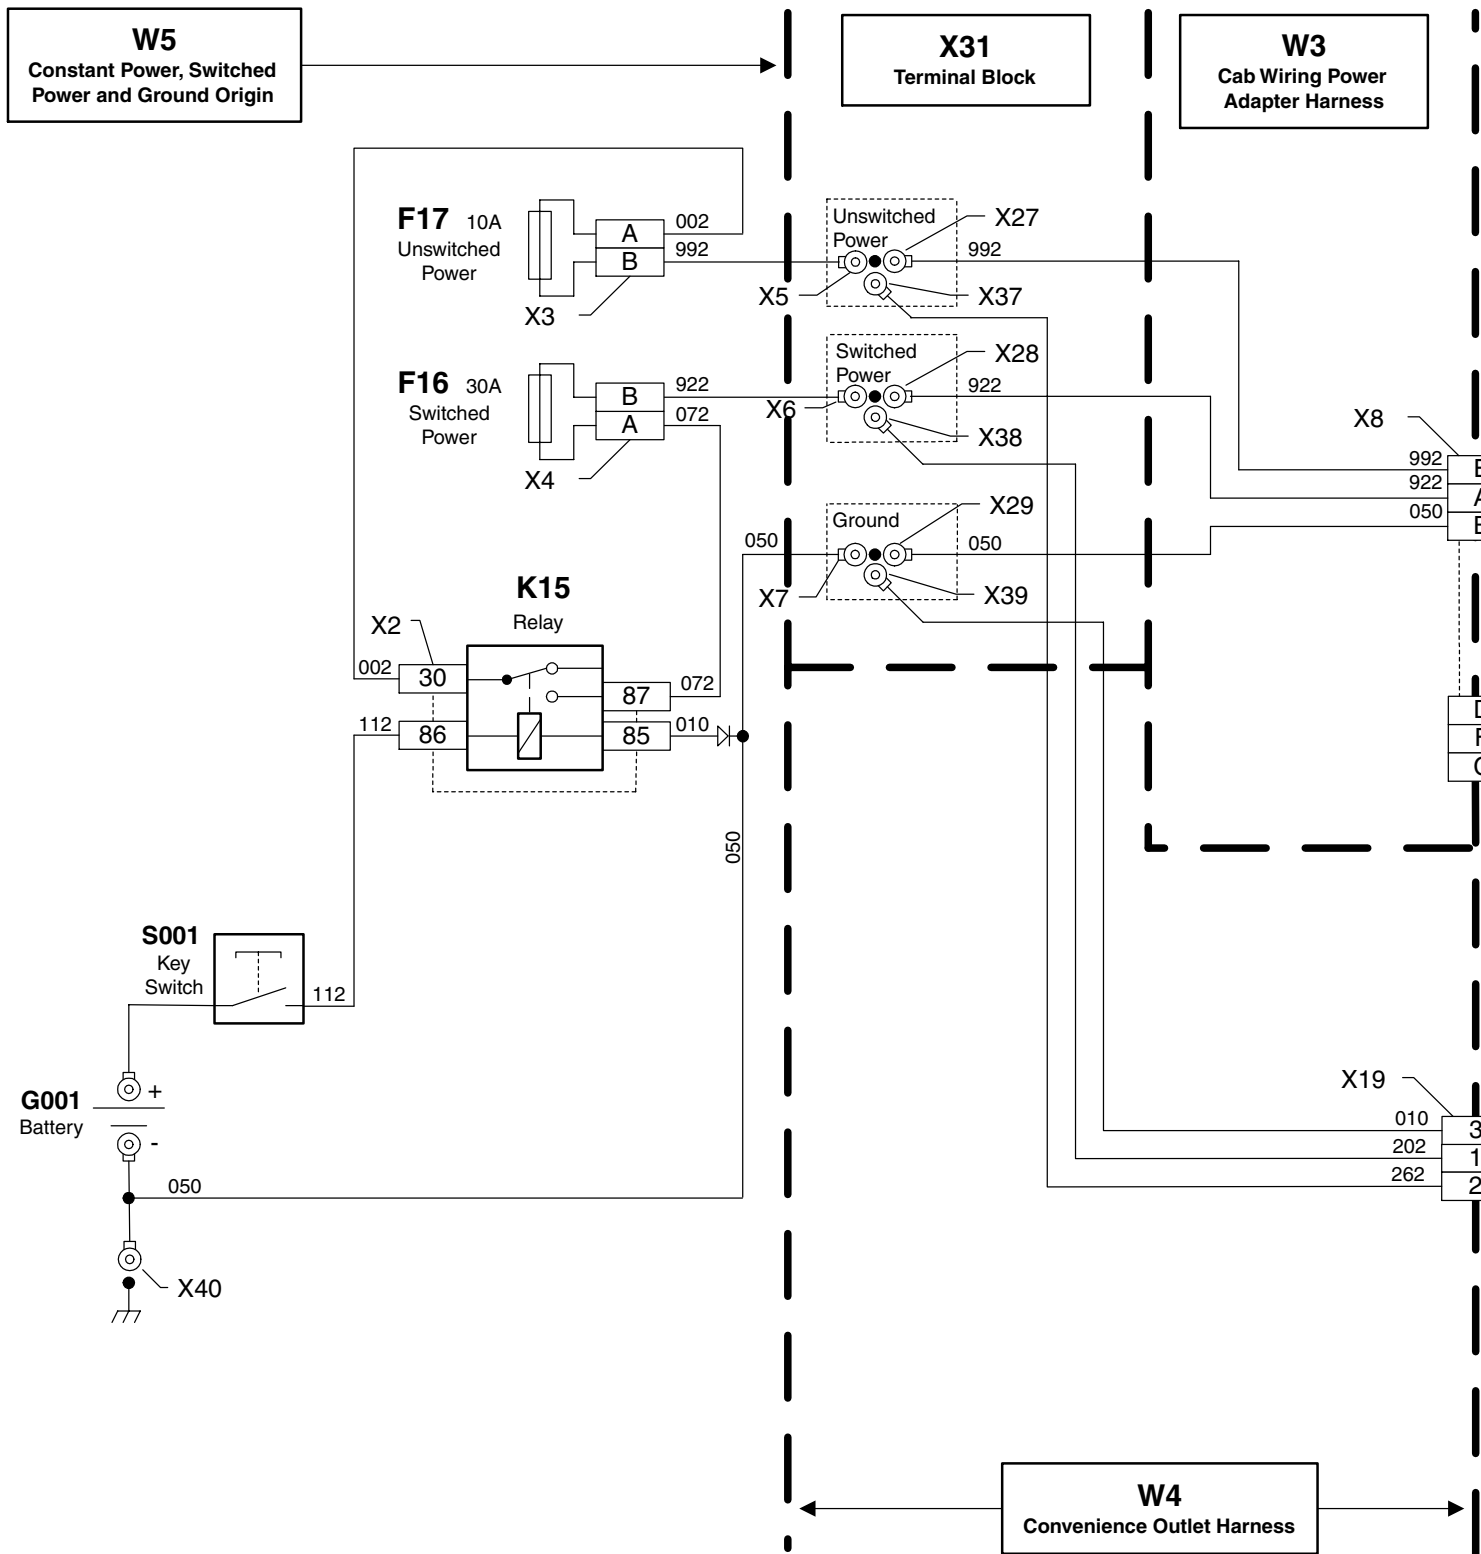 W5
Constant Power, Switched
Power and Ground Origin
X31
Terminal Block
W3
Cab Wiring Power
Adapter Harness
F17 10A
Unswitched
Power
A
B
002
992
X3
Unswitched
Power
X27
992
X5
X37
F16 30A
Switched
Power
B
A
922
072
X4
Switched
Power
X28
922
X6
X38
X8
992
922
050
Ground
X29
050
050
X7
X39
K15
Relay
X2
002
30
87
072
112
86
85
010
050
S001
Key
Switch
112
G001
Battery
+
-
050
X40
X19
010
3
202
1
262
2
W4
Convenience Outlet Harness